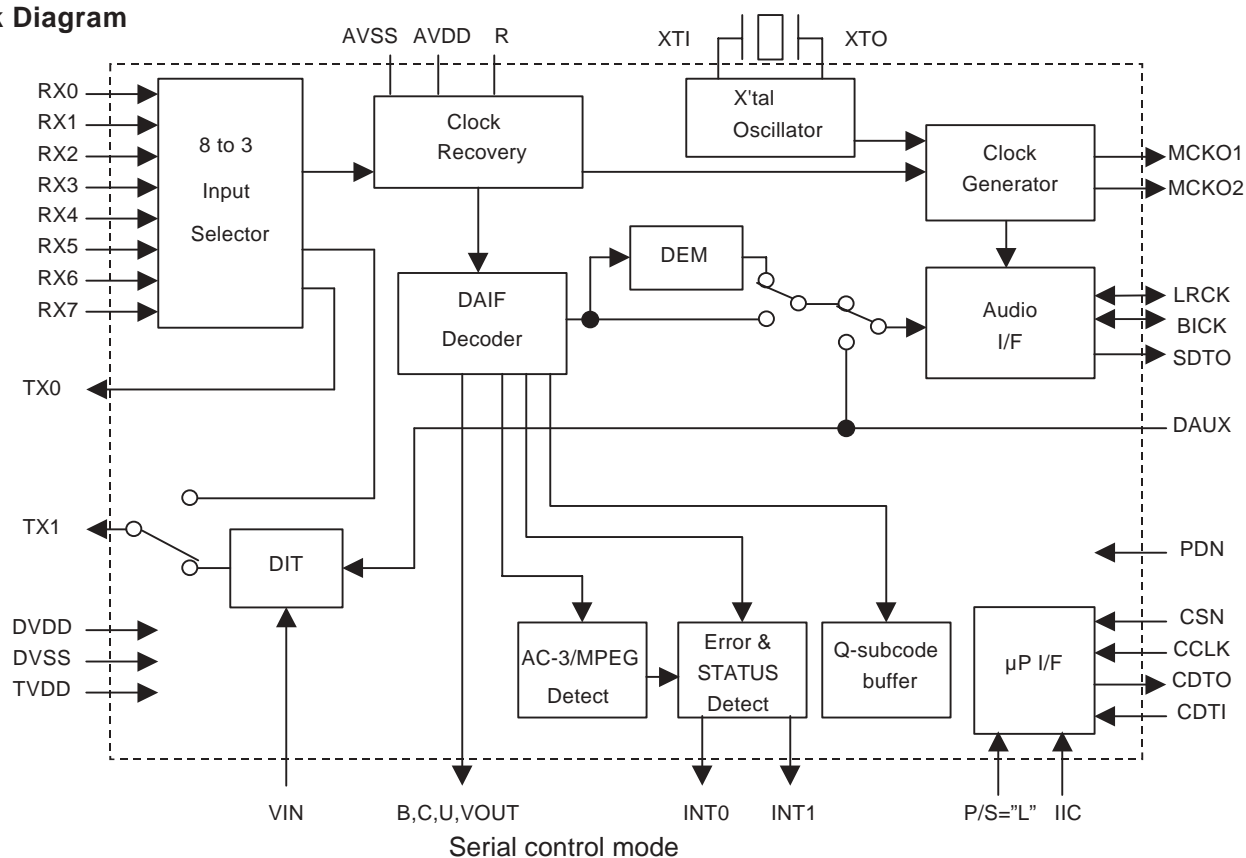 k Diagram
AVSS AVDD R XTI XTO
RX0
RX1
RX2
RX3
RX4
RX5
RX6
RX7
8 to 3
Input
Selector
Clock
Recovery
X'tal
Oscillator
Clock
Generator
MCKO1
MCKO2
DEM
DAIF
Decoder
Audio
I/F
LRCK
BICK
SDTO
TX0
DAUX
TX1
DIT
PDN
DVDD
DVSS
TVDD
AC-3/MPEG
Detect
Error &
STATUS
Detect
Q-subcode
buffer
µP I/F
CSN
CCLK
CDTO
CDTI
VIN B,C,U,VOUT INT0 INT1 P/S="L" IIC
Serial control mode